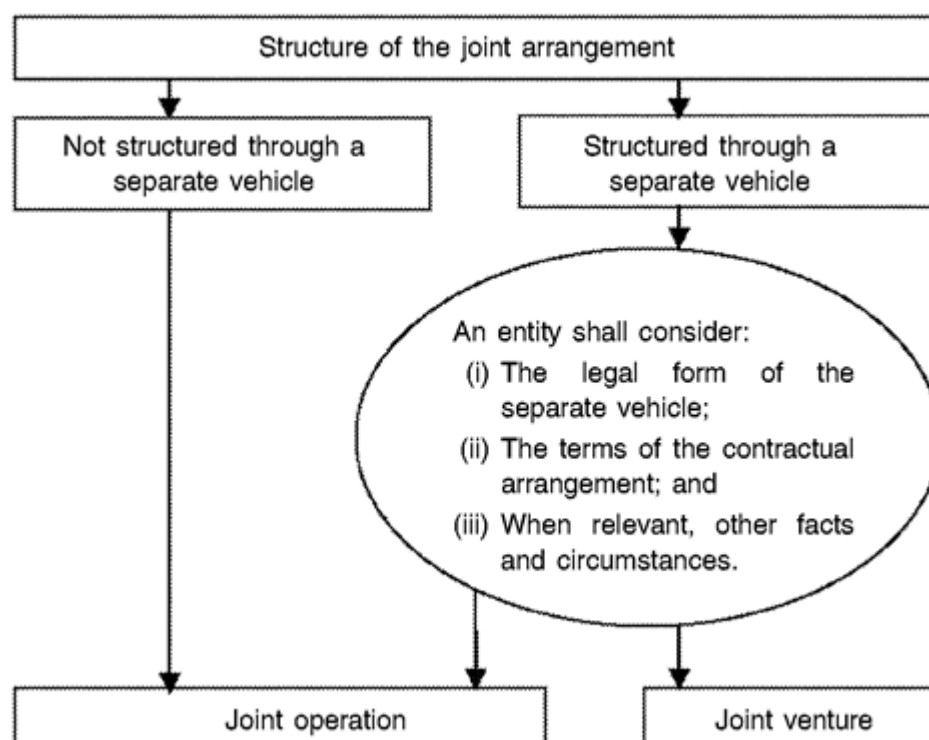 Structure of the joint arrangement
Not structured through a
separate vehicle
Structured through a
separate vehicle
An entity shall consider:
(i) The legal form of the
separate vehicle;
(ii) The terms of the contractual
arrangement; and
(iii) When relevant, other facts
and circumstances.
Joint operation
Joint venture